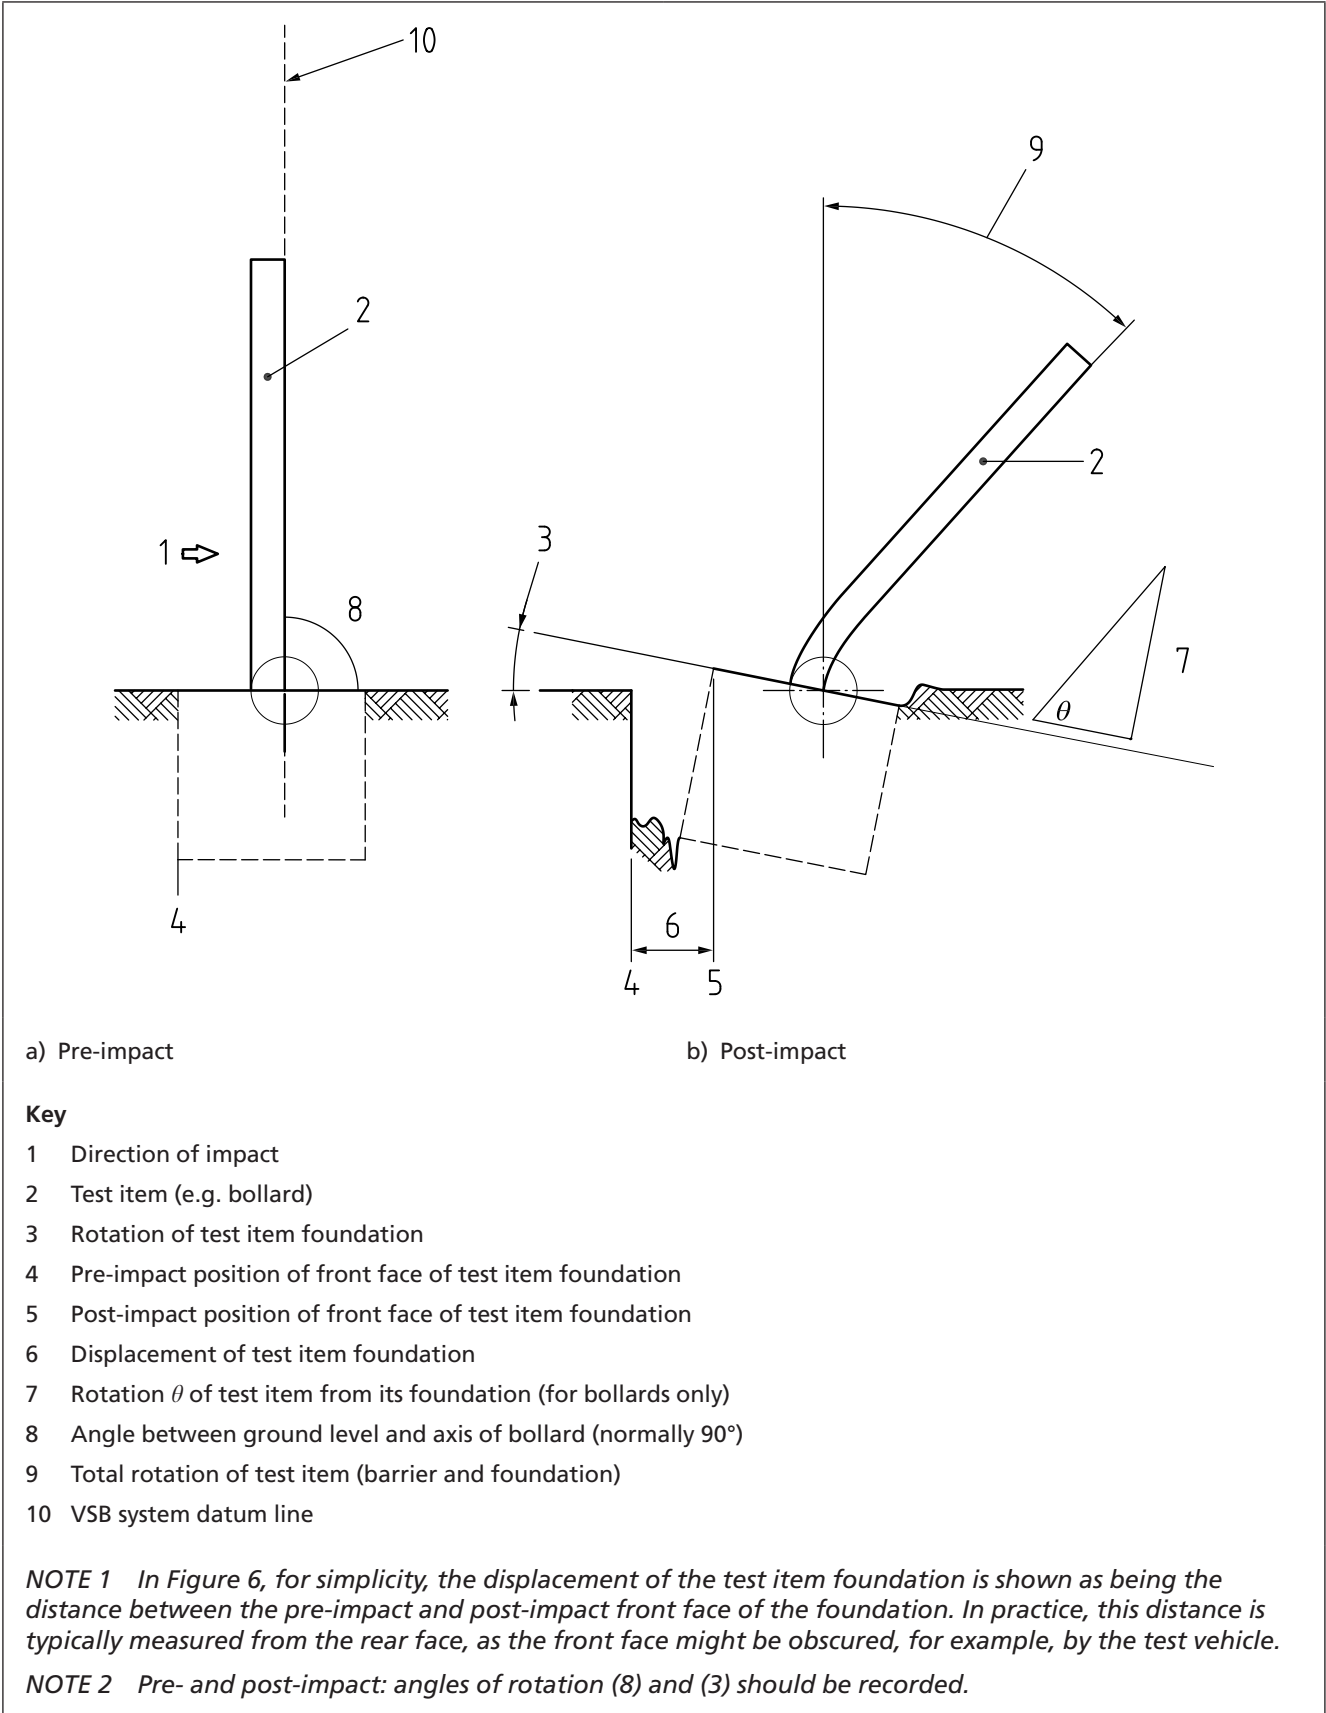 10
9
2
2
3
1
8
7
θ
6
4
4
5
a) Pre-impact
b) Post-impact
Key
1 Direction of impact
2 Test item (e.g. bollard)
3 Rotation of test item foundation
4 Pre-impact position of front face of test item foundation
5 Post-impact position of front face of test item foundation
6 Displacement of test item foundation
7 Rotation θ of test item from its foundation (for bollards only)
8 Angle between ground level and axis of bollard (normally 90°)
9 Total rotation of test item (barrier and foundation)
10 VSB system datum line
NOTE 1 In Figure 6, for simplicity, the displacement of the test item foundation is shown as being the
distance between the pre-impact and post-impact front face of the foundation. In practice, this distance is
typically measured from the rear face, as the front face might be obscured, for example, by the test vehicle.
NOTE 2 Pre- and post-impact: angles of rotation (8) and (3) should be recorded.